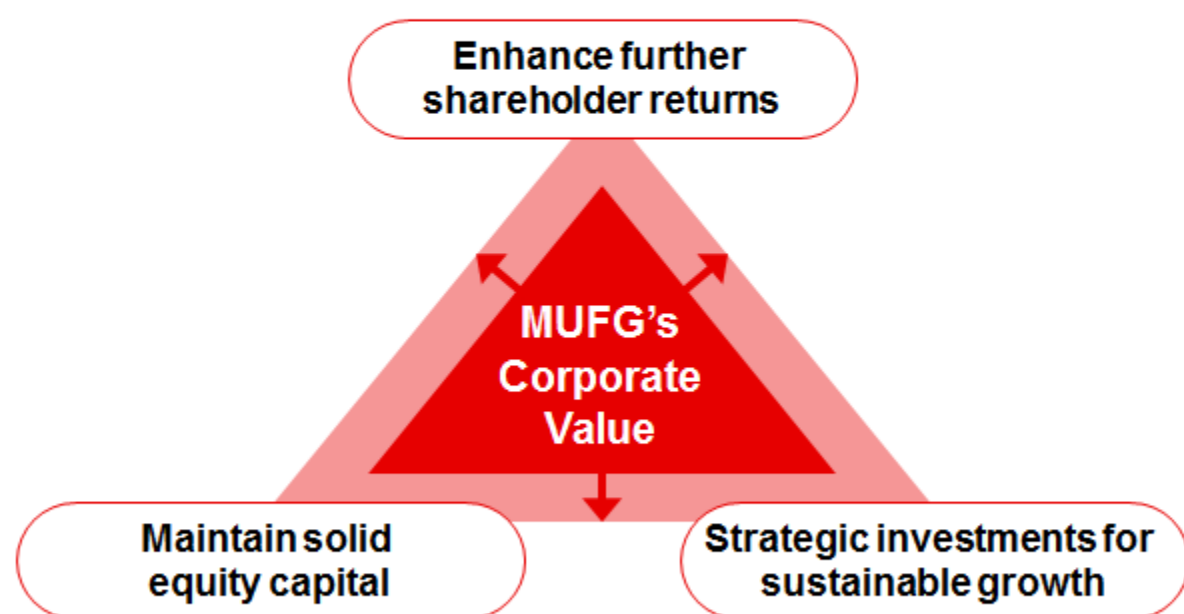 Enhance further
shareholder returns
MUFG's
Corporate
Value
Maintain solid
equity capital
Strategic investments for
sustainable growth